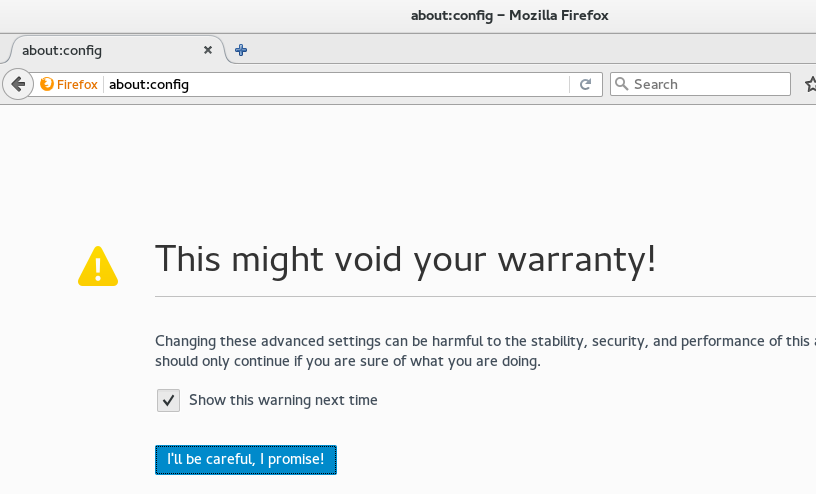 about:config – Mozilla Firefox
about:config
Firefox about:config Search
This might void your warranty!
Changing these advanced settings can be harmful to the stability, security, and performance of this a
should only continue if you are sure of what you are doing.
Show this warning next time
I'll be careful, I promise!